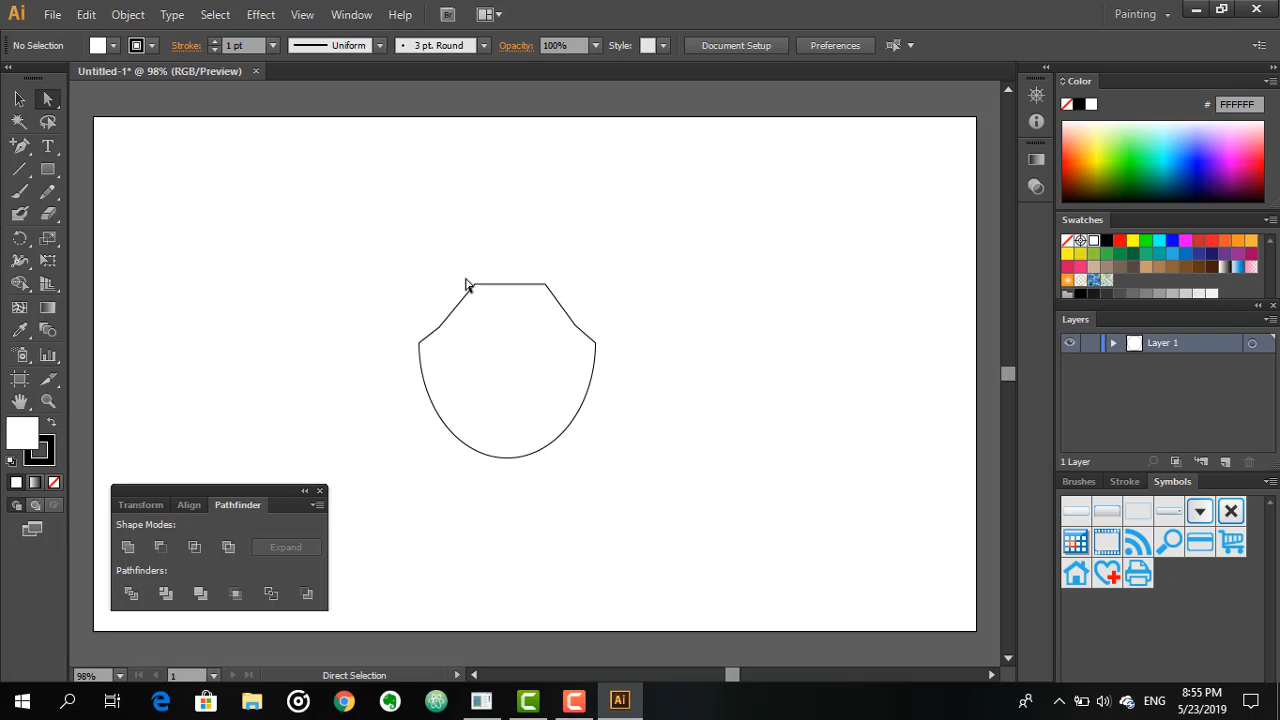 Ai File Edit Object Type Select Effect View Window Help Br Painting
No Selection Stroke: 1 pt Uniform 3 pt. Round Opacity: 100% Style: Document Setup Preferences
Untitled-1* @ 98% (RGB/Preview)
Color
# FFFFFF
Swatches
Layers
Layer 1
1 Layer
Brushes Stroke Symbols
Transform Align Pathfinder
Shape Modes:
Expand
Pathfinders:
98% 1 Direct Selection
Ai ENG 8:55 PM
5/23/2019